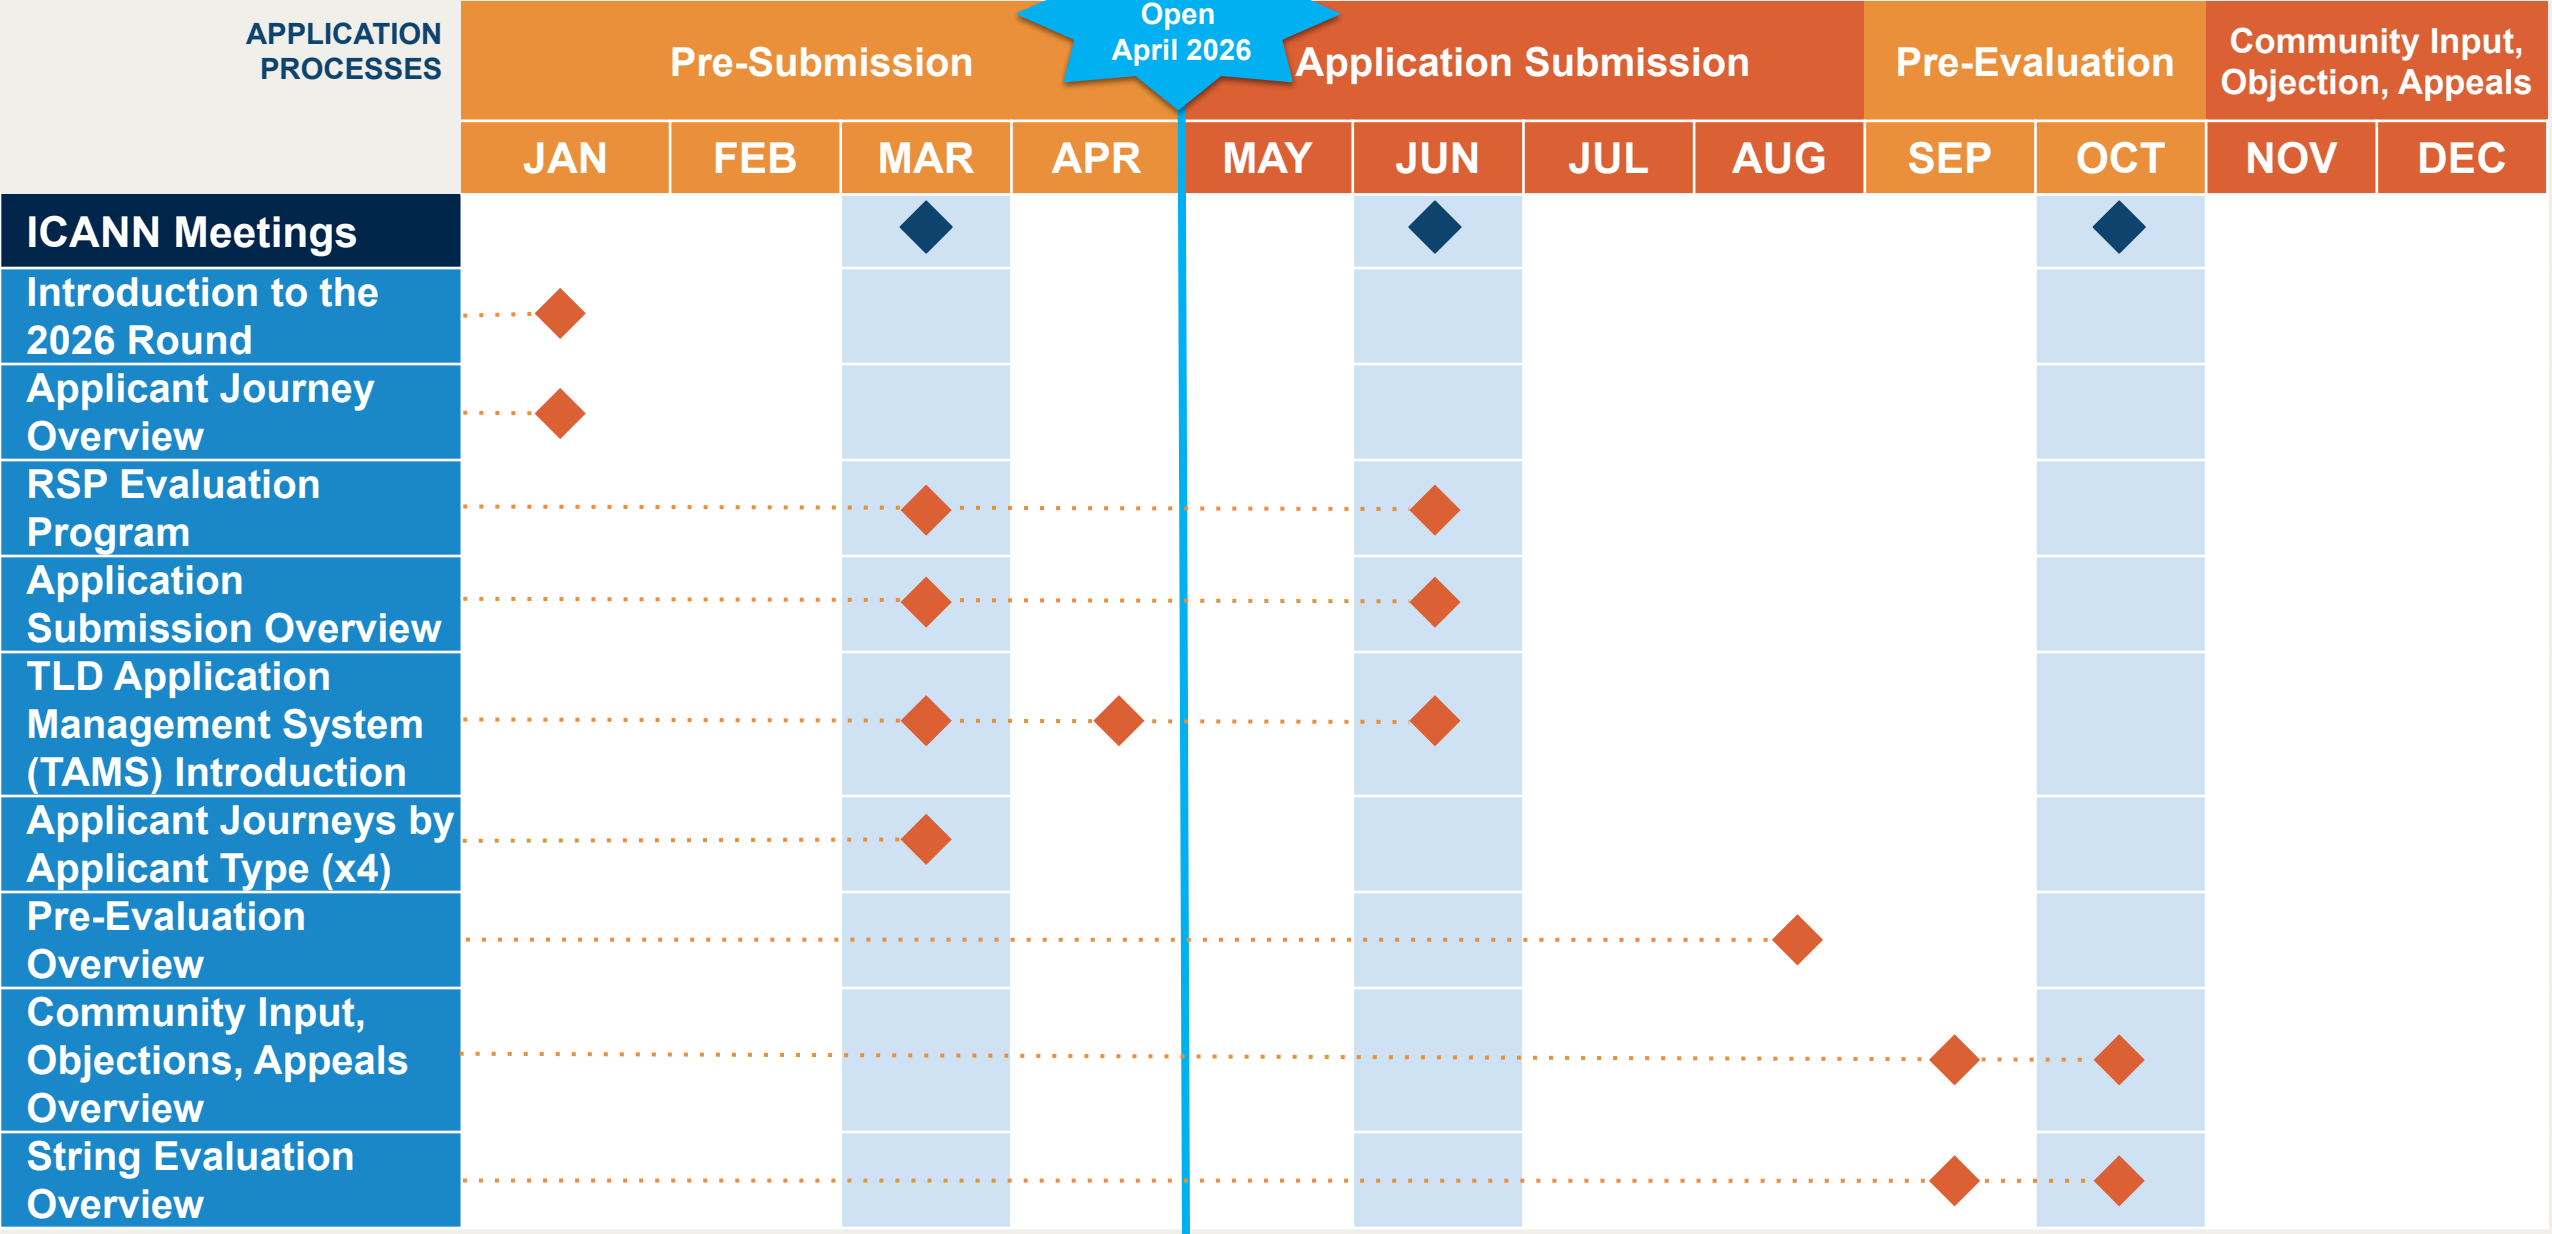 APPLICATION
PROCESSES
Pre-Submission
Open
April 2026
Application Submission
Pre-Evaluation
Community Input,
Objection, Appeals
JAN FEB MAR APR MAY JUN JUL AUG SEP OCT NOV DEC
ICANN Meetings
Introduction to the
2026 Round
Applicant Journey
Overview
RSP Evaluation
Program
Application
Submission Overview
TLD Application
Management System
(TAMS) Introduction
Applicant Journeys by
Applicant Type (x4)
Pre-Evaluation
Overview
Community Input,
Objections, Appeals
Overview
String Evaluation
Overview